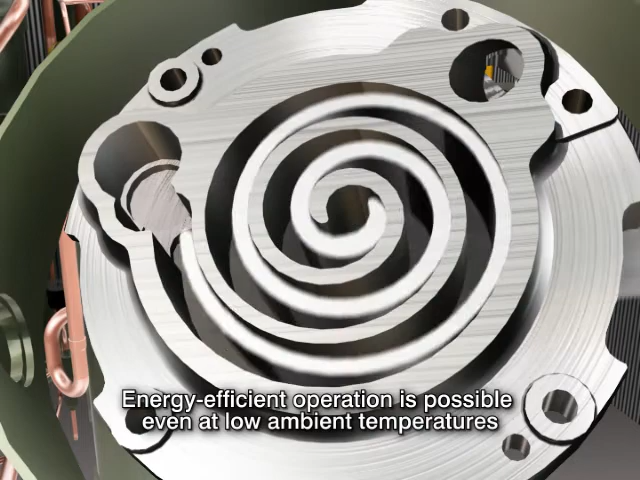 Energy-efficient operation is possible
even at low ambient temperatures